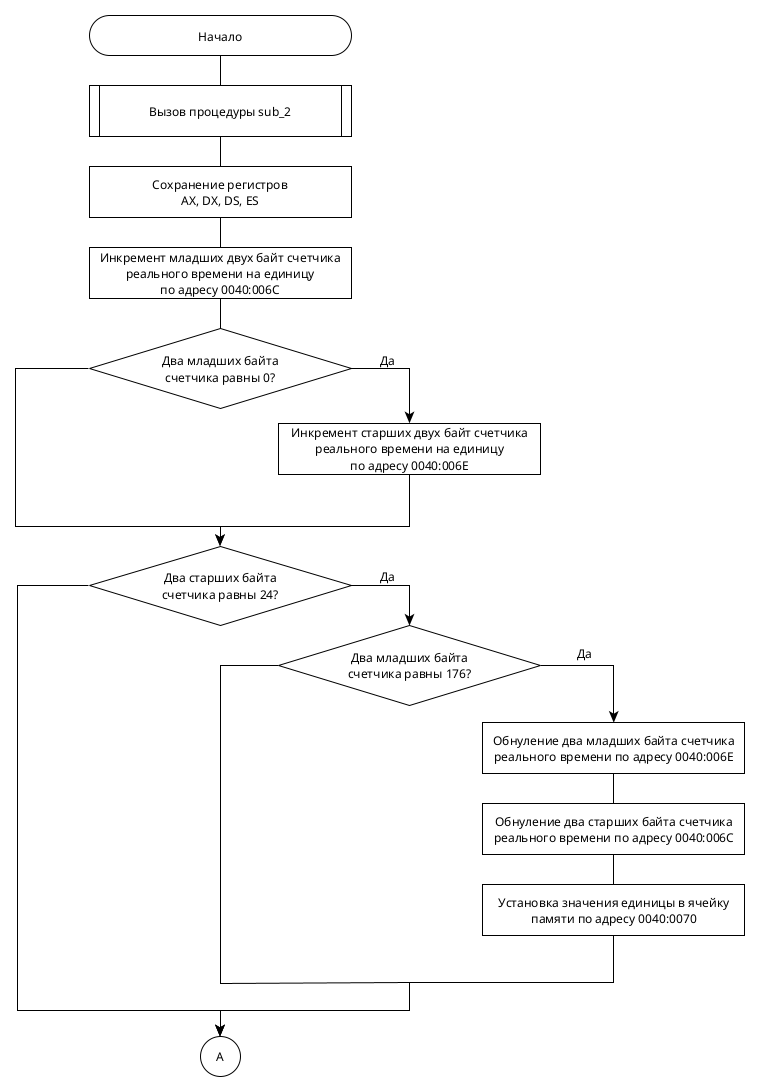 Начало
Вызов процедуры sub_2
Сохранение регистров
AX, DX, DS, ES
Инкремент младших двух байт счетчика
реального времени на единицу
по адресу 0040:006C
Два младших байта
счетчика равны 0?
Да
Инкремент старших двух байт счетчика
реального времени на единицу
по адресу 0040:006E
Два старших байта
счетчика равны 24?
Да
Два младших байта
счетчика равны 176?
Да
Обнуление два младших байта счетчика
реального времени по адресу 0040:006E
Обнуление два старших байта счетчика
реального времени по адресу 0040:006C
Установка значения единицы в ячейку
памяти по адресу 0040:0070
A